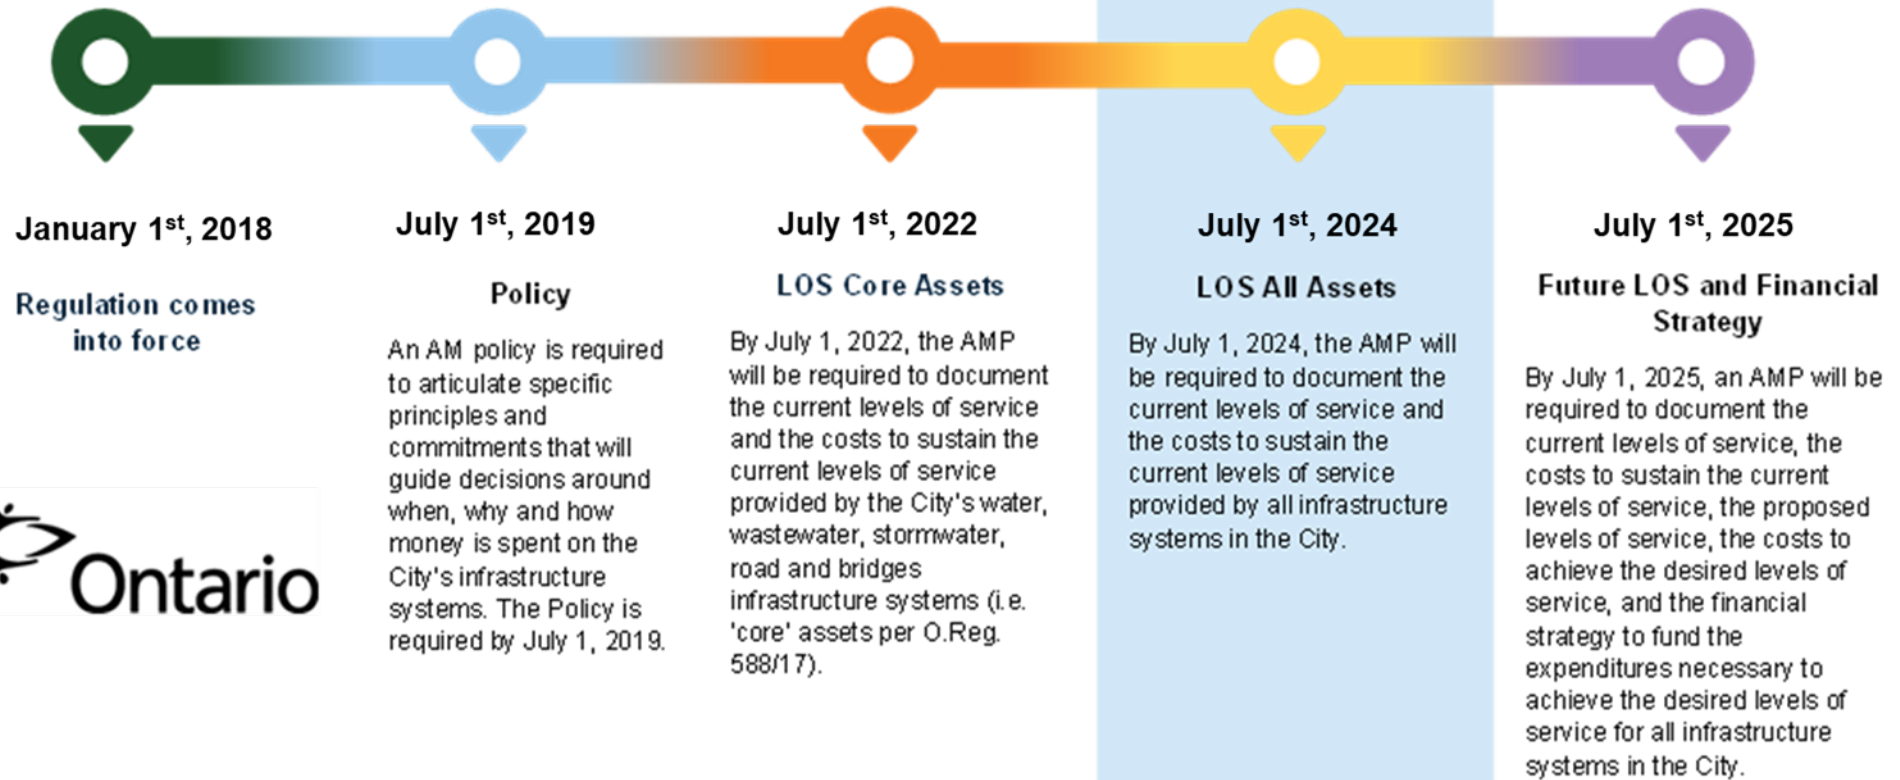 January 1st, 2018
Regulation comes
into force
Ontario
July 1st, 2019
Policy
An AM policy is required
to articulate specific
principles and
commitments that will
guide decisions around
when, why and how
money is spent on the
City's infrastructure
systems. The Policy is
required by July 1, 2019.
July 1st, 2022
LOS Core Assets
By July 1, 2022, the AMP
will be required to document
the current levels of service
and the costs to sustain the
current levels of service
provided by the City's water,
wastewater, stormwater,
road and bridges
infrastructure systems (i.e.
'core' assets per O.Reg.
588/17).
July 1st, 2024
LOS All Assets
By July 1, 2024, the AMP will
be required to document the
current levels of service and
the costs to sustain the
current levels of service
provided by all infrastructure
systems in the City.
July 1st, 2025
Future LOS and Financial
Strategy
By July 1, 2025, an AMP will be
required to document the
current levels of service, the
costs to sustain the current
levels of service, the proposed
levels of service, the costs to
achieve the desired levels of
service, and the financial
strategy to fund the
expenditures necessary to
achieve the desired levels of
service for all infrastructure
systems in the City.